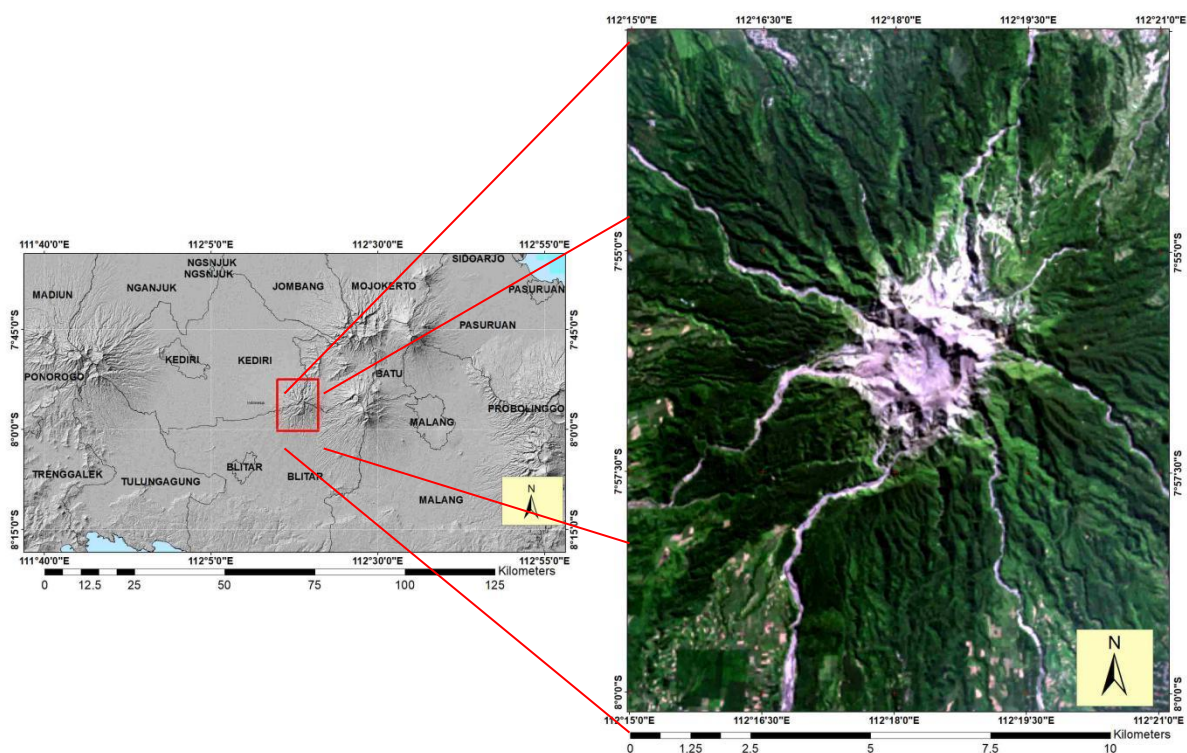 111°40'0"E 112°5'0"E 112°30'0"E 112°55'0"E
NGSNJUK
NGSNJUK
SIDOARJO
MADIUN
NGANJUK
JOMBANG
MOJOKERTO
PASURUAN
PASURUAN
7°45'0"S
7°45'0"S
KEDIRI
KEDIRI
PONOROGO
BATU
PROBOLINGGO
MALANG
8°0'0"S
8°0'0"S
TRENGGALEK
TULUNGAGUNG
BLITAR
BLITAR
MALANG
N
8°15'0"S
8°15'0"S
111°40'0"E 112°5'0"E 112°30'0"E 112°55'0"E
Kilometers
0 12.5 25 50 75 100 125
112°15'0"E 112°16'30"E 112°18'0"E 112°19'30"E 112°21'0"E
7°55'0"S
7°55'0"S
7°57'30"S
7°57'30"S
8°0'0"S
8°0'0"S
N
112°15'0"E 112°16'30"E 112°18'0"E 112°19'30"E 112°21'0"E
Kilometers
0 1.25 2.5 5 7.5 10